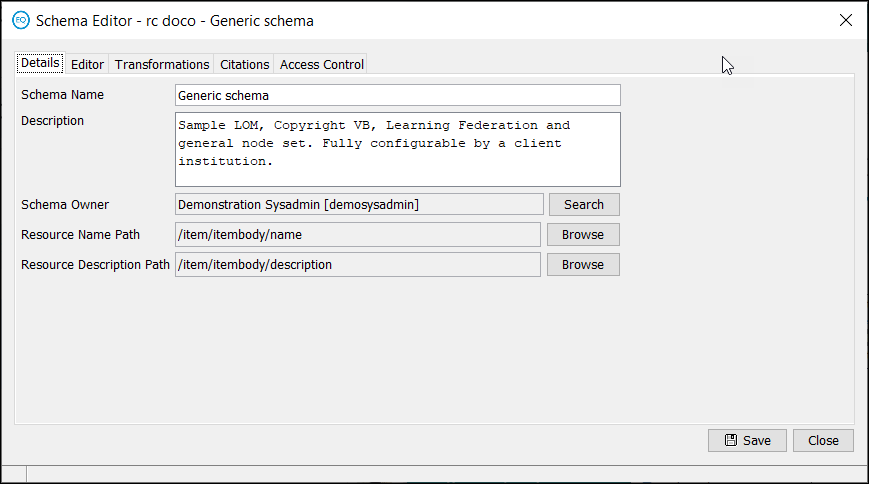 EQ Schema Editor - rc doco - Generic schema
Details Editor Transformations Citations Access Control
Schema Name Generic schema
Description Sample LOM, Copyright VB, Learning Federation and
general node set. Fully configurable by a client
institution.
Schema Owner Demonstration Sysadmin [demosysadmin] Search
Resource Name Path /item/itembody/name Browse
Resource Description Path /item/itembody/description Browse
Save Close